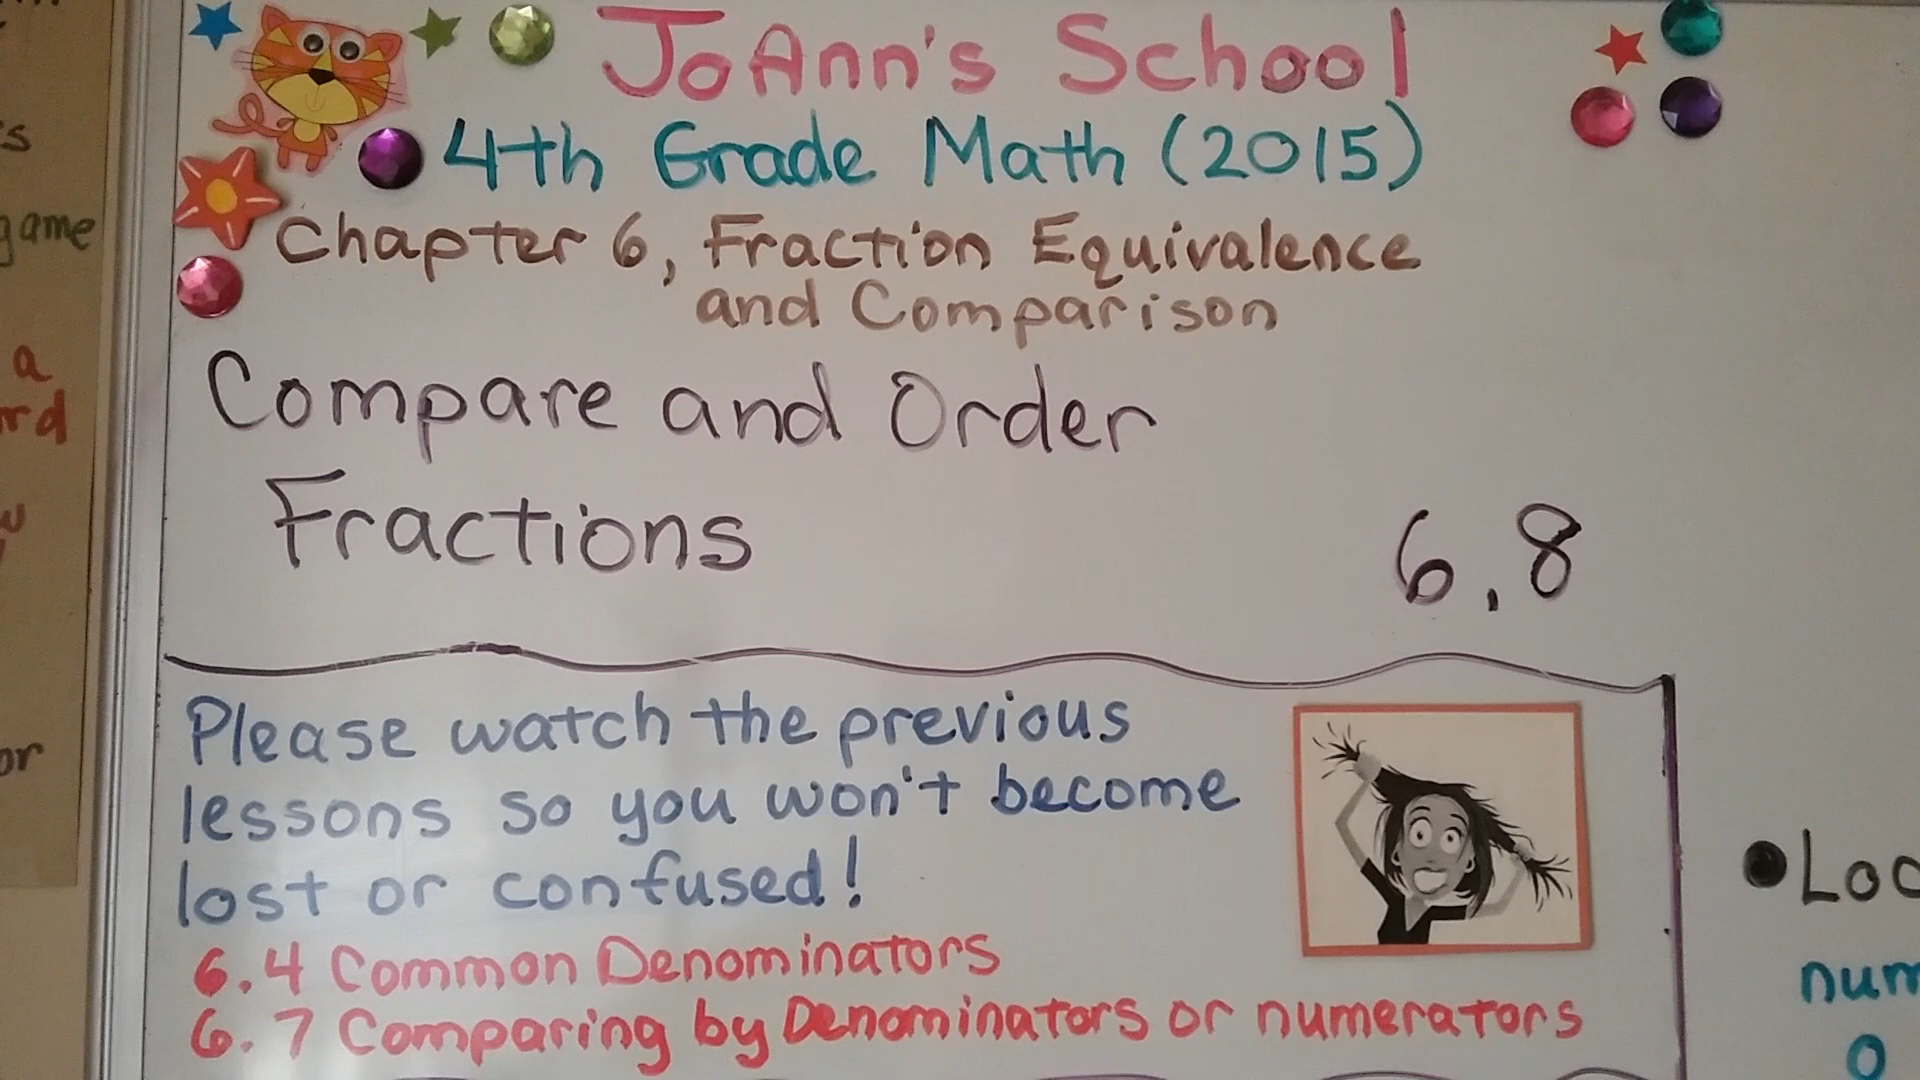 JoAnn's School
4th Grade Math (2015)
Chapter 6, Fraction Equivalence
and Comparison
Compare and Order
Fractions
6.8
Please watch the previous
lessons so you won't become
lost or confused!
6.4 Common Denominators
6.7 Comparing by Denominators or numerators
game
a
or